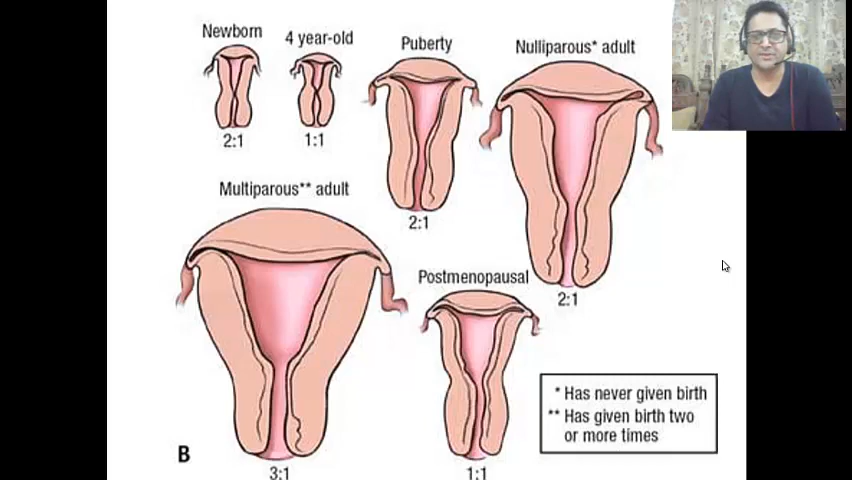 Newborn
2:1
4 year-old
1:1
Puberty
2:1
Nulliparous* adult
2:1
Multiparous** adult
3:1
Postmenopausal
1:1
* Has never given birth
** Has given birth two
or more times
B